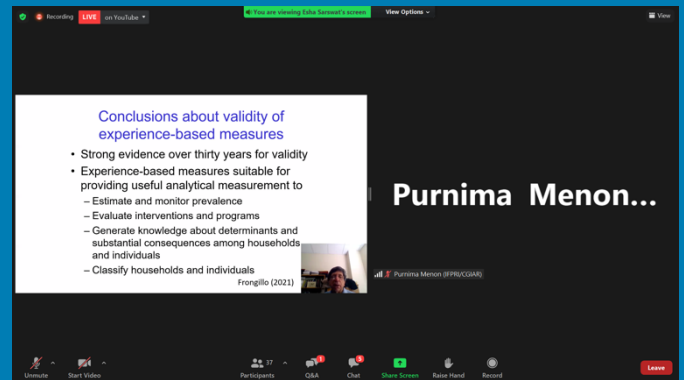 Recording LIVE on YouTube
You are viewing Esha Sarswat's screen View Options
View
Conclusions about validity of
experience-based measures
• Strong evidence over thirty years for validity
• Experience-based measures suitable for
providing useful analytical measurement to
– Estimate and monitor prevalence
– Evaluate interventions and programs
– Generate knowledge about determinants and
substantial consequences among households
and individuals
– Classify households and individuals
Frongillo (2021)
Purnima Menon...
Purnima Menon (IFPRI/CGIAR)
37
1
5
Unmute Start Video Participants Q&A Chat Share Screen Raise Hand Record Leave